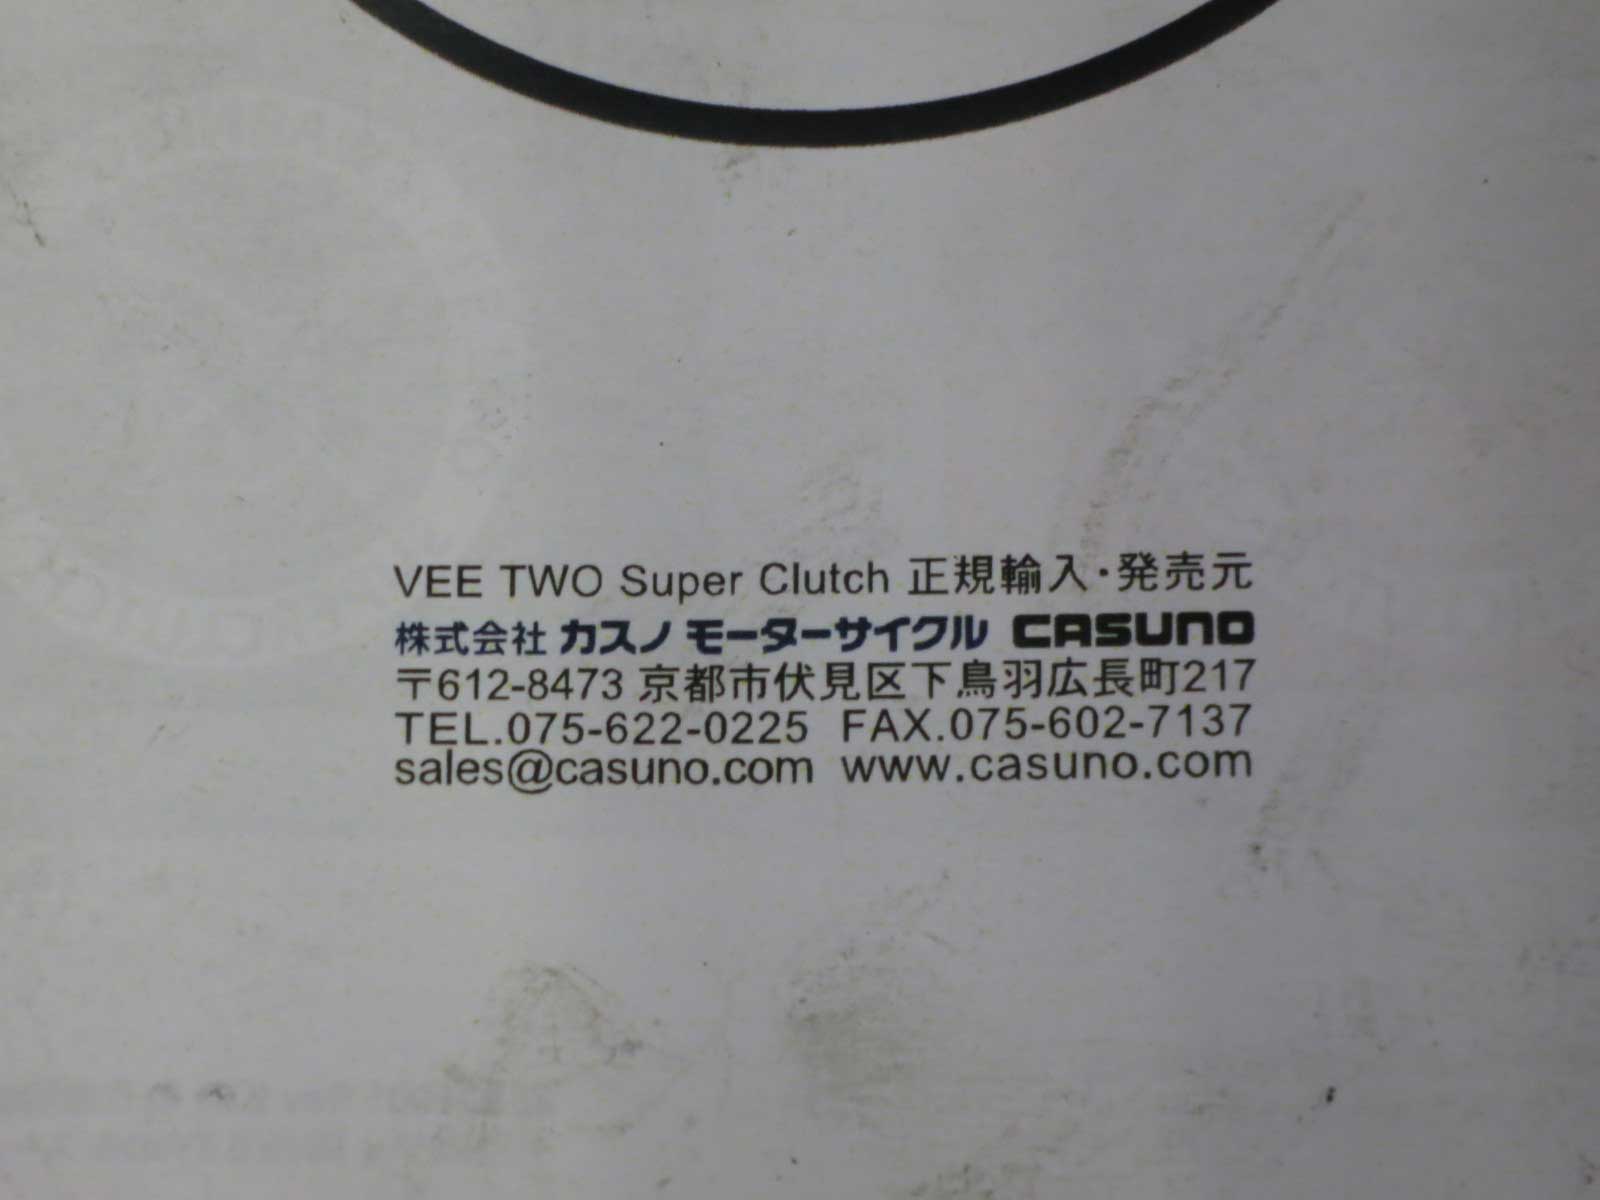 VEE TWO Super Clutch 正規輸入・発売元
株式会社 カスノ モーターサイクル CASUNO
〒612-8473 京都市伏見区下鳥羽広長町217
TEL.075-622-0225 FAX.075-602-7137
sales@casuno.com www.casuno.com